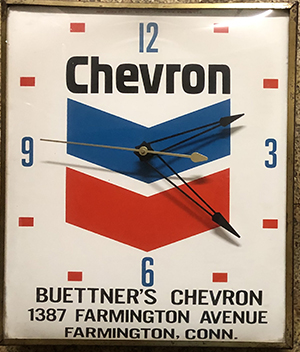 12
Chevron
9 3
6
BUETTNER'S CHEVRON
1387 FARMINGTON AVENUE
FARMINGTON, CONN.